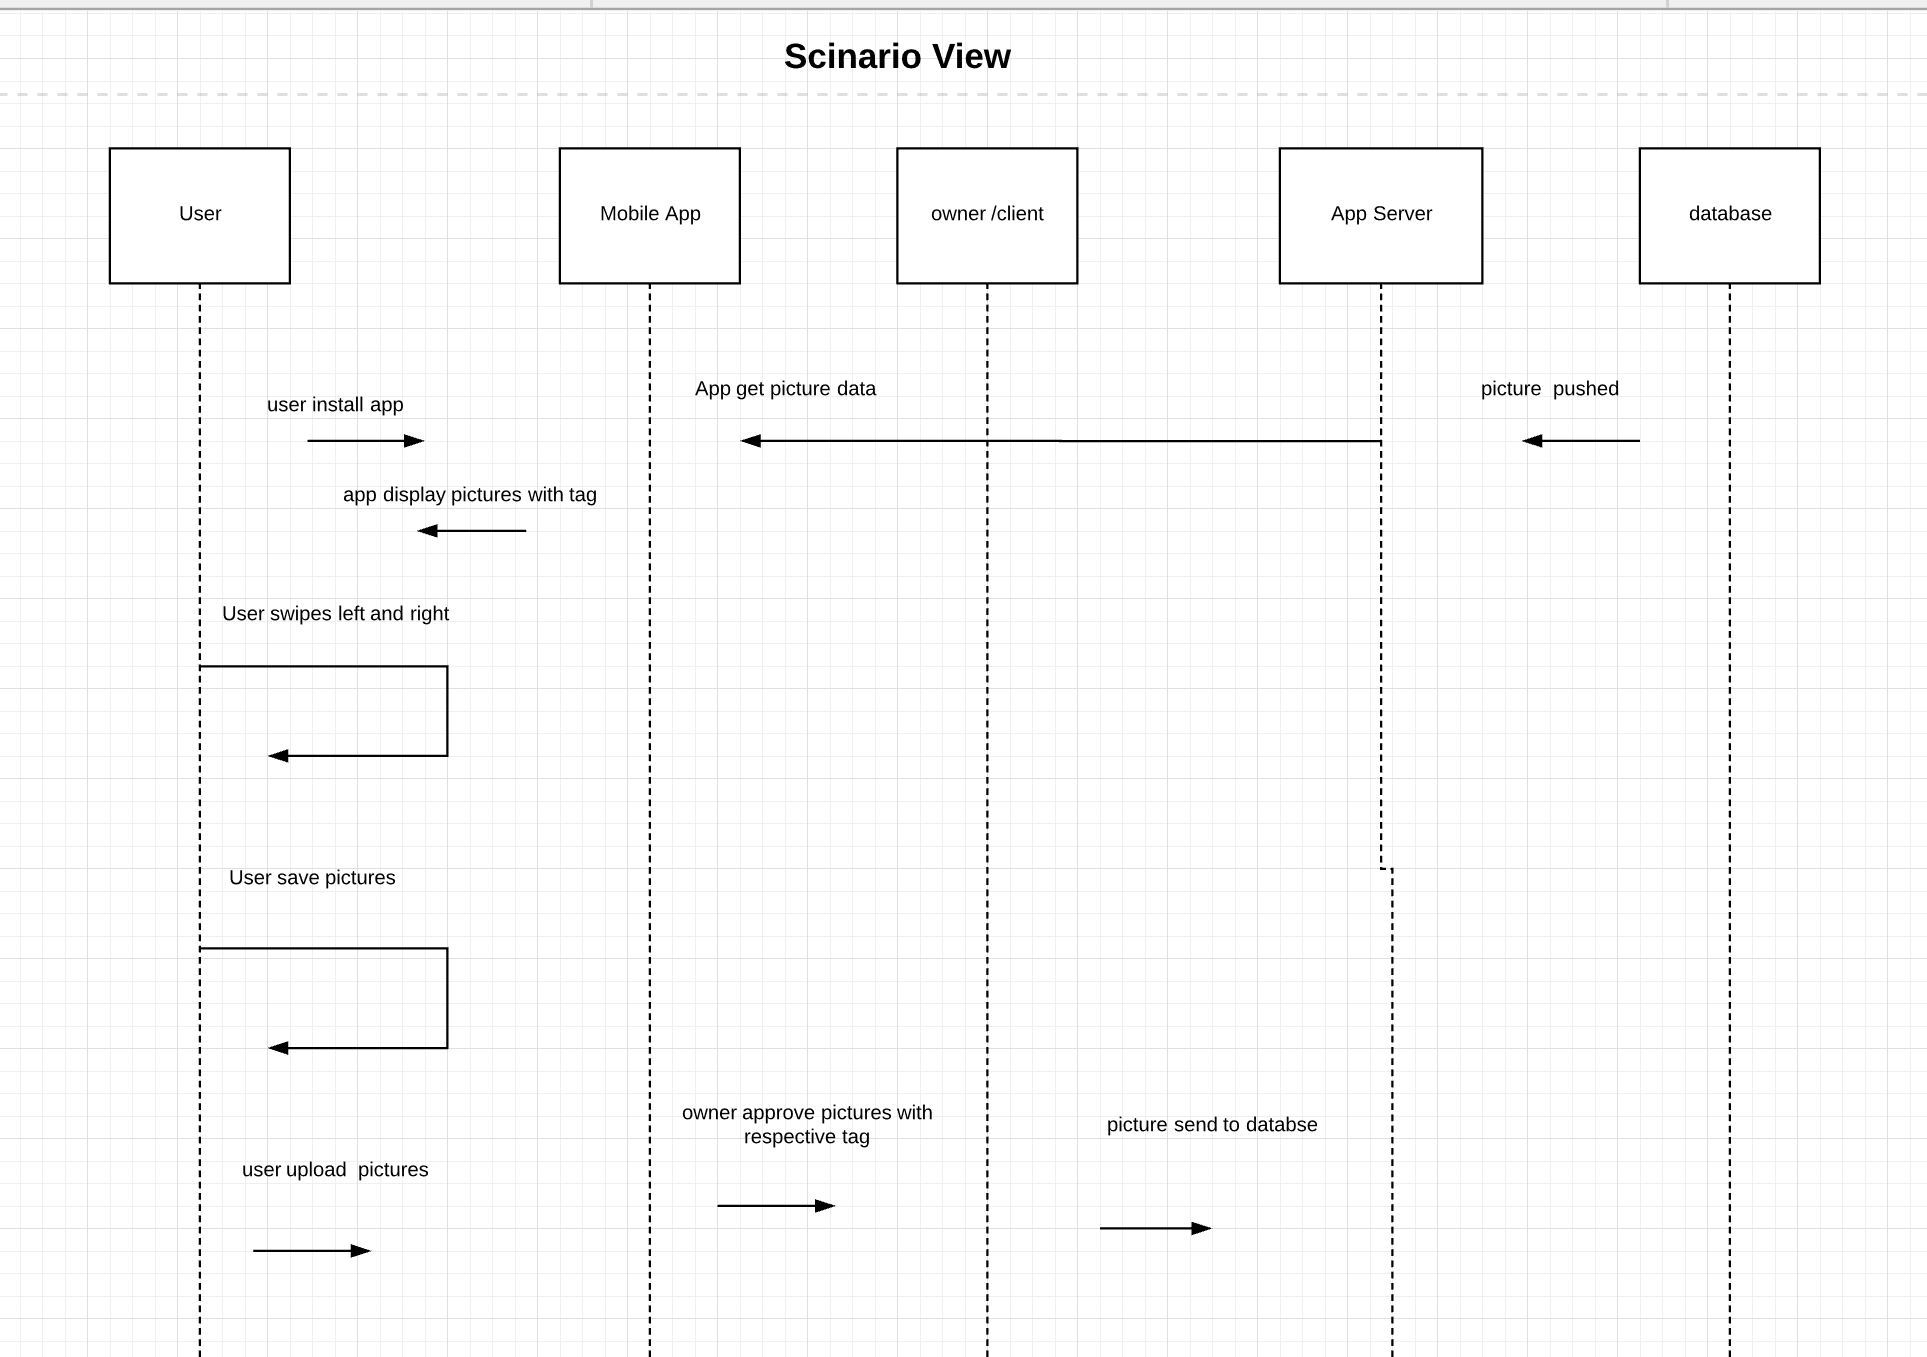 Scinario View
User
Mobile App
owner /client
App Server
database
App get picture data
picture  pushed
user install app
app display pictures with tag
User swipes left and right
User save pictures
owner approve pictures with
respective tag
picture send to databse
user upload  pictures